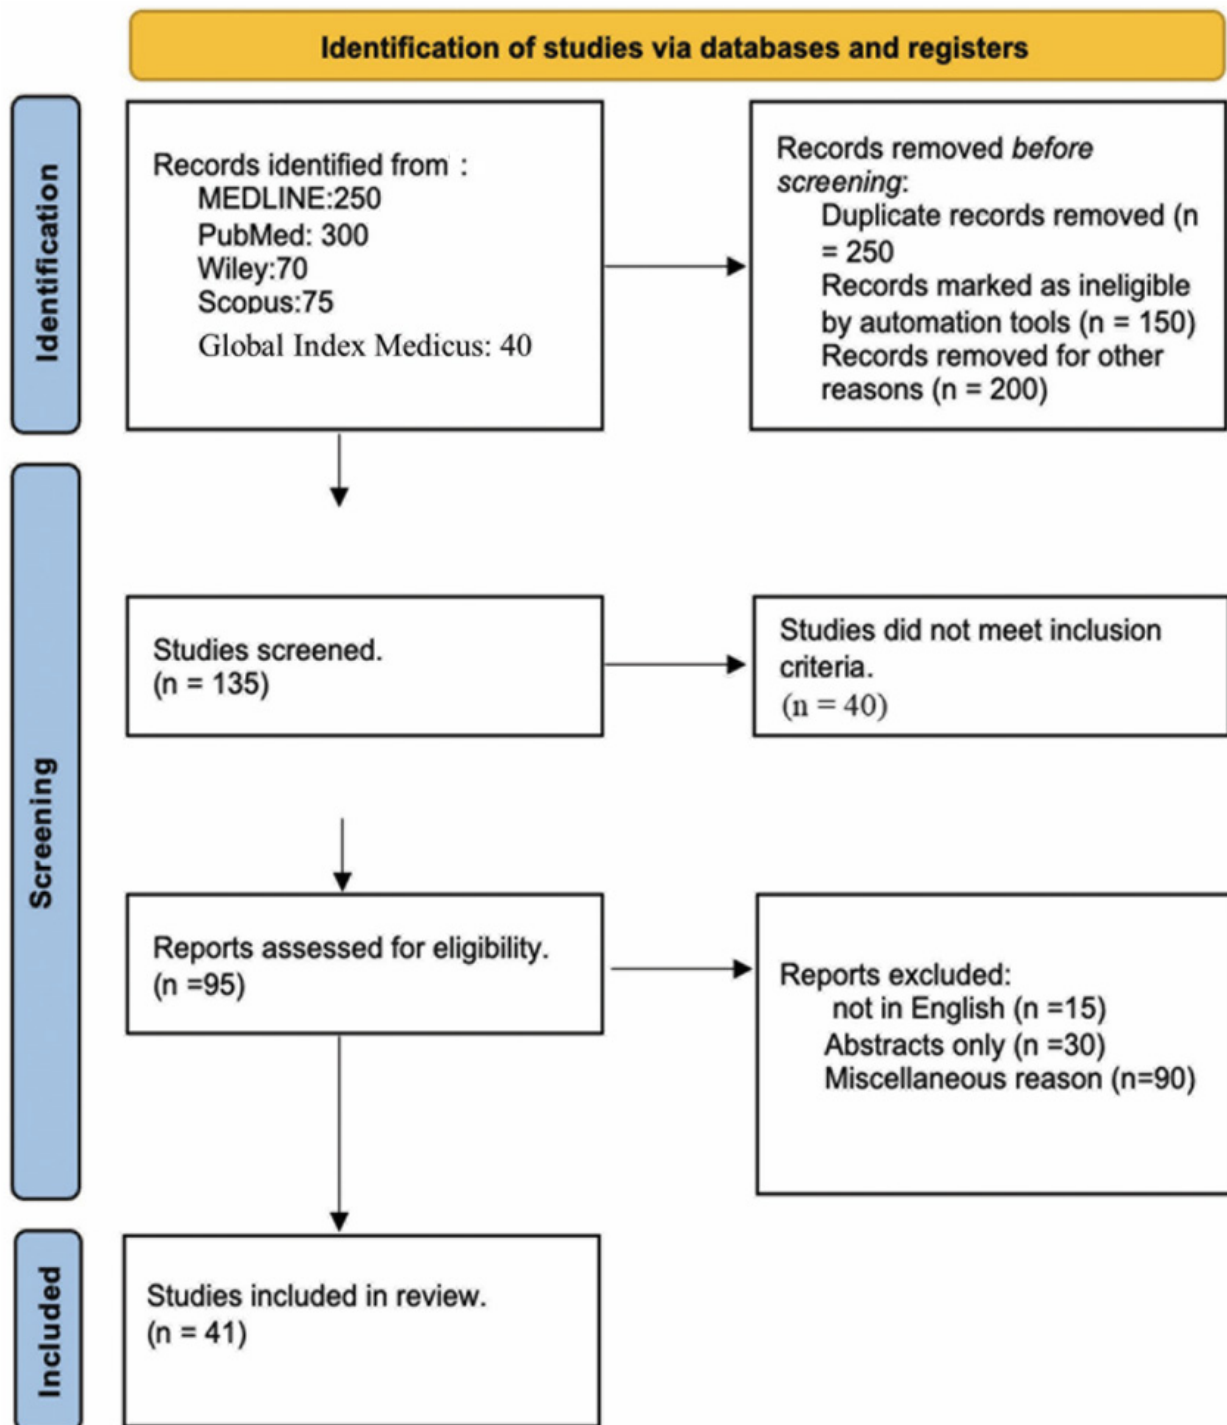 Identification of studies via databases and registers
Identification
Records identified from :
MEDLINE:250
PubMed: 300
Wiley:70
Scopus:75
Global Index Medicus: 40
Records removed before
screening:
Duplicate records removed (n
= 250
Records marked as ineligible
by automation tools (n = 150)
Records removed for other
reasons (n = 200)
Screening
Studies screened.
(n = 135)
Studies did not meet inclusion
criteria.
(n = 40)
Reports assessed for eligibility.
(n =95)
Reports excluded:
not in English (n =15)
Abstracts only (n =30)
Miscellaneous reason (n=90)
Included
Studies included in review.
(n = 41)